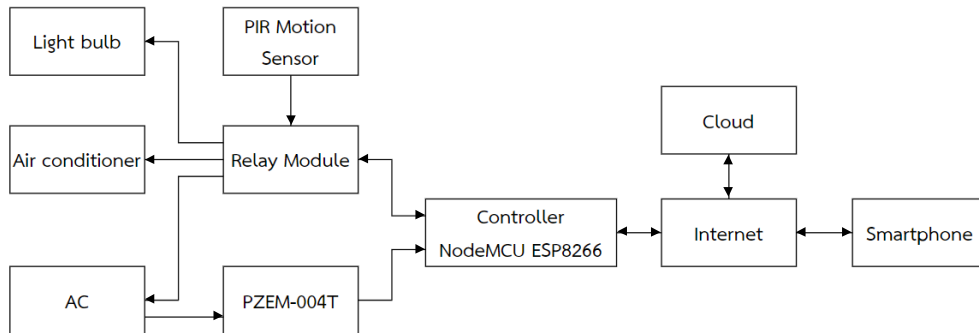 Light bulb
PIR Motion
Sensor
Cloud
Air conditioner
Relay Module
Controller
NodeMCU ESP8266
Internet
Smartphone
AC
PZEM-004T